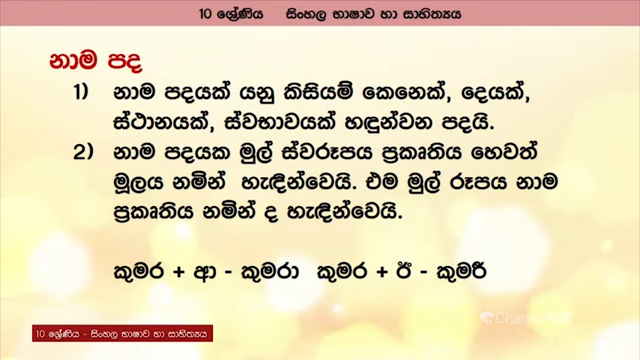 10 ශ්‍රේණිය සිංහල භාෂාව හා සාහිත්‍යය
නාම පද
1) නාම පදයක් යනු කිසියම් කෙනෙක්, දෙයක්,
ස්ථානයක්, ස්වභාවයක් හඳුන්වන පදයි.
2) නාම පදයක මුල් ස්වරූපය ප්‍රකෘතිය හෙවත්
මූලය නමින් හැඳින්වෙයි. එම මුල් රූපය නාම
ප්‍රකෘතිය නමින් ද හැඳින්වෙයි.
කුමර + ආ - කුමරා කුමර + ඊ - කුමරී
10 ශ්‍රේණිය - සිංහල භාෂාව හා සාහිත්‍යය